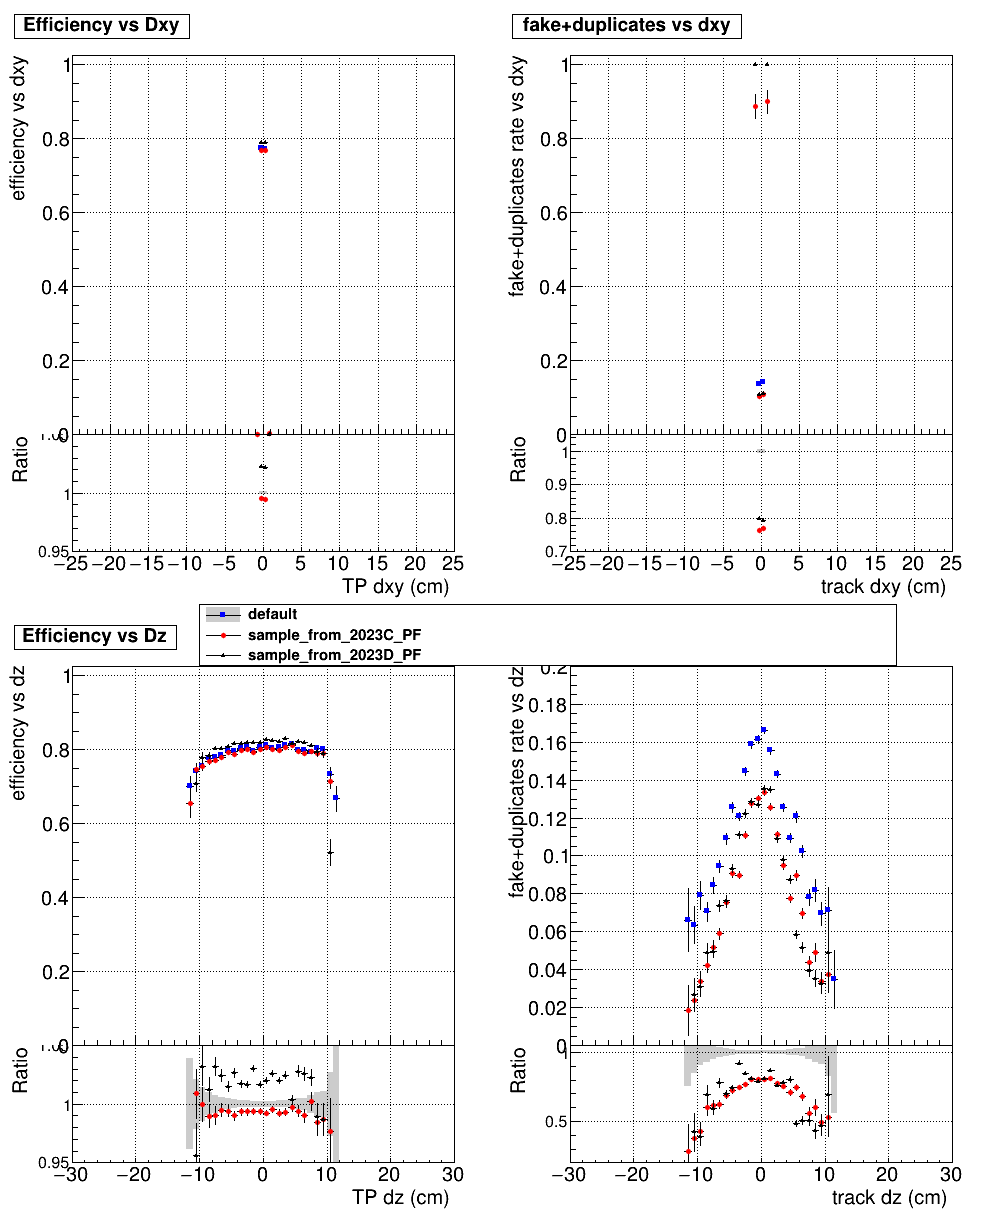 Efficiency vs Dxy
efficiency vs dxy
1
0.8
0.6
0.4
0.2
0
Ratio
1
0.95
−25 −20 −15 −10 −5 0 5 10 15 20 25
TP dxy (cm)
fake+duplicates vs dxy
fake+duplicates rate vs dxy
1
0.8
0.6
0.4
0.2
0
Ratio
1
0.9
0.8
0.7
−25 −20 −15 −10 −5 0 5 10 15 20 25
track dxy (cm)
default
sample_from_2023C_PF
sample_from_2023D_PF
Efficiency vs Dz
efficiency vs dz
1
0.8
0.6
0.4
0.2
0
Ratio
1
0.95
−30 −20 −10 0 10 20 30
TP dz (cm)
fake+duplicates rate vs dz
0.2
0.18
0.16
0.14
0.12
0.1
0.08
0.06
0.04
0.02
0
Ratio
0.5
−30 −20 −10 0 10 20 30
track dz (cm)